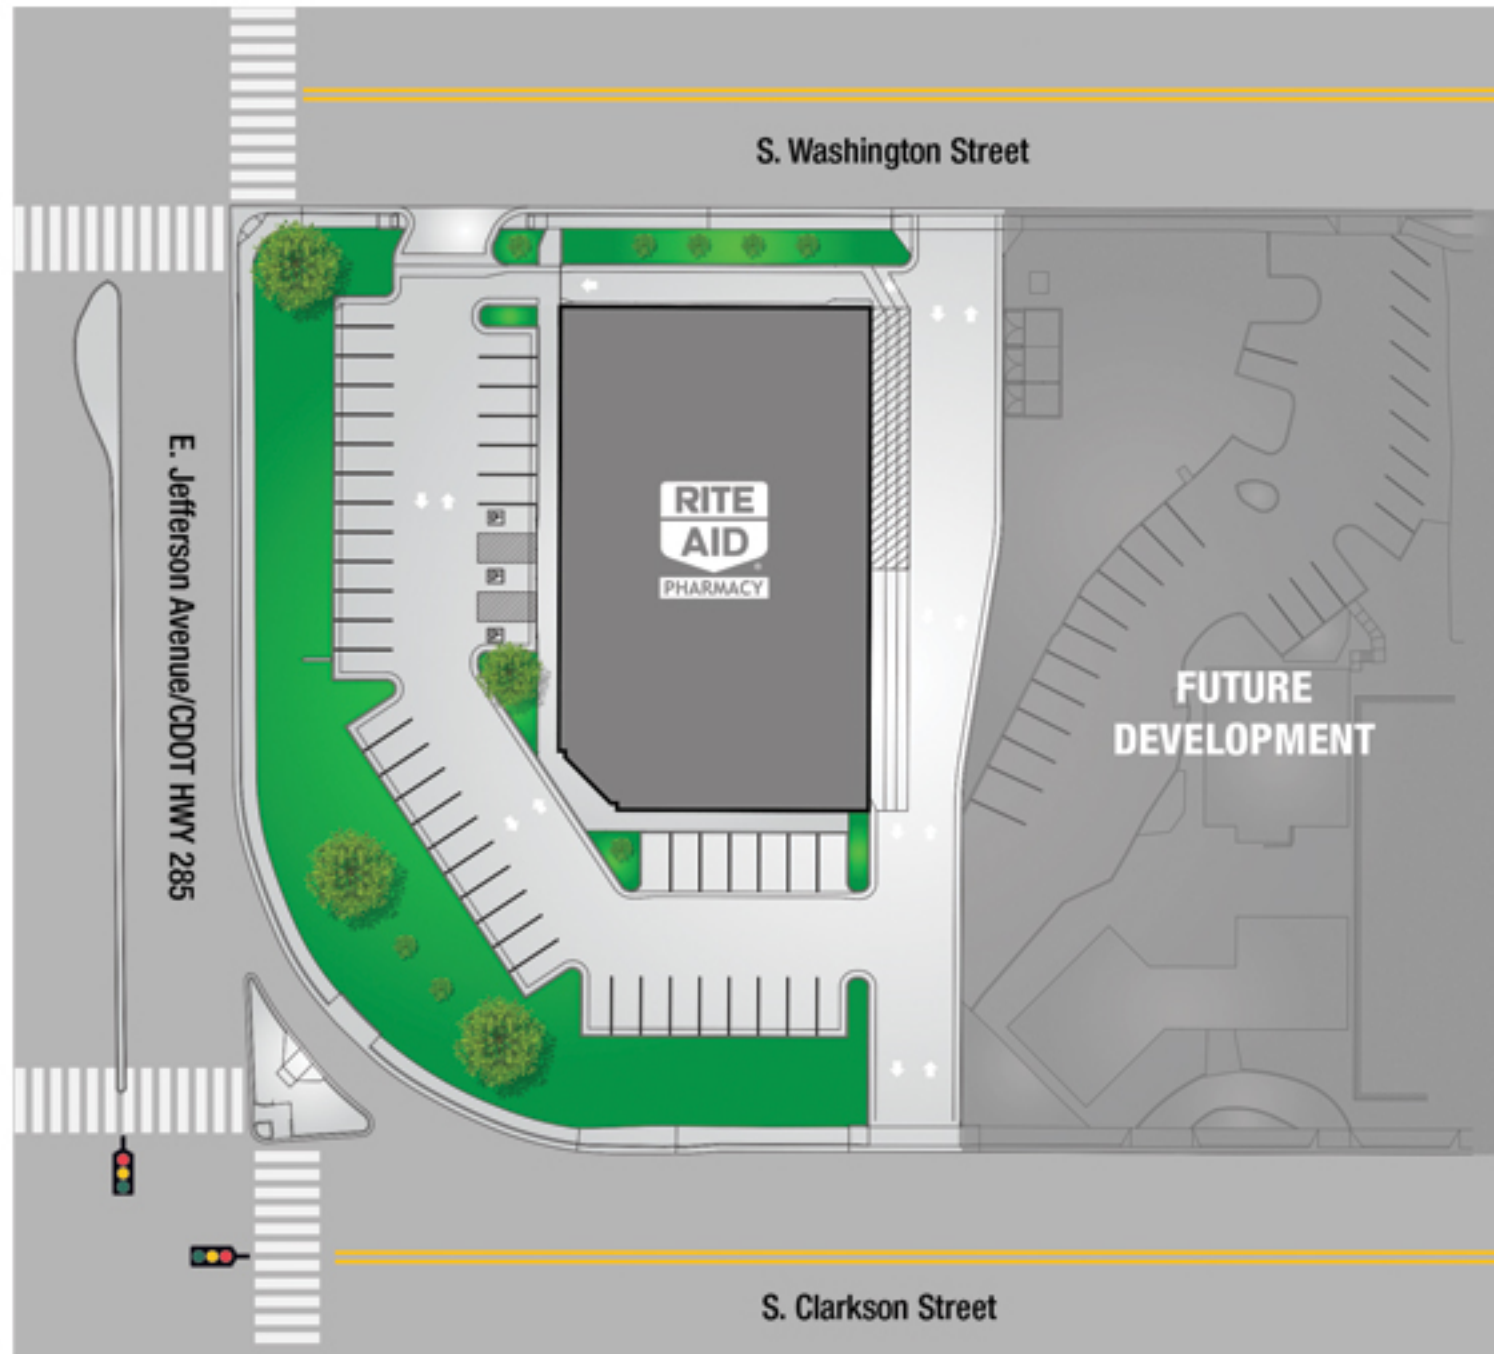 S. Washington Street
E. Jefferson Avenue/CDOT HWY 285
RITE
AID
PHARMACY
FUTURE
DEVELOPMENT
S. Clarkson Street